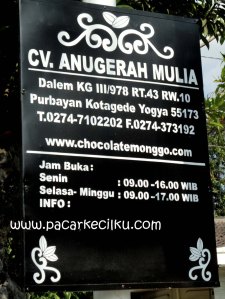 CV. ANUGERAH MULIA
Dalem KG III/978 RT.43 RW.10
Purbayan Kotagede Yogya 55173
T.0274-7102202 F.0274-373192
www.chocolatemonggo.com
Jam Buka :
Senin : 09.00 -16.00 WIB
Selasa- Minggu : 09.00 -17.00 WIB
INFO :
www.pacarkecilku.com